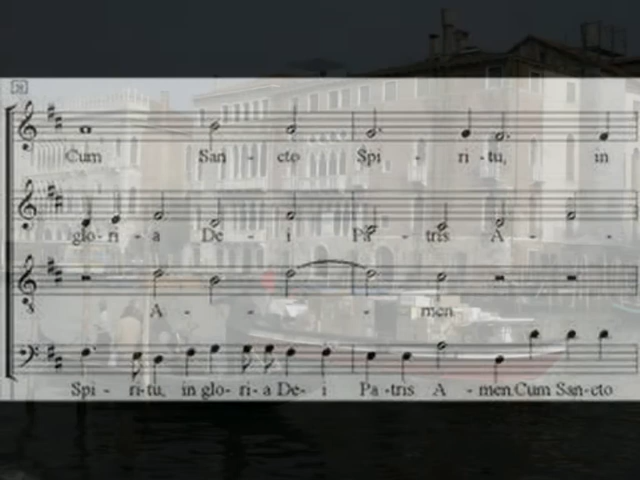 Cum San - cto Spi - ri - tu, in
glo - ri - a De - i Pa - tris A - -
A - - - men
Spi - ri-tu, in glo- ri- a De- i Pa -tris A - men.Cum San-cto